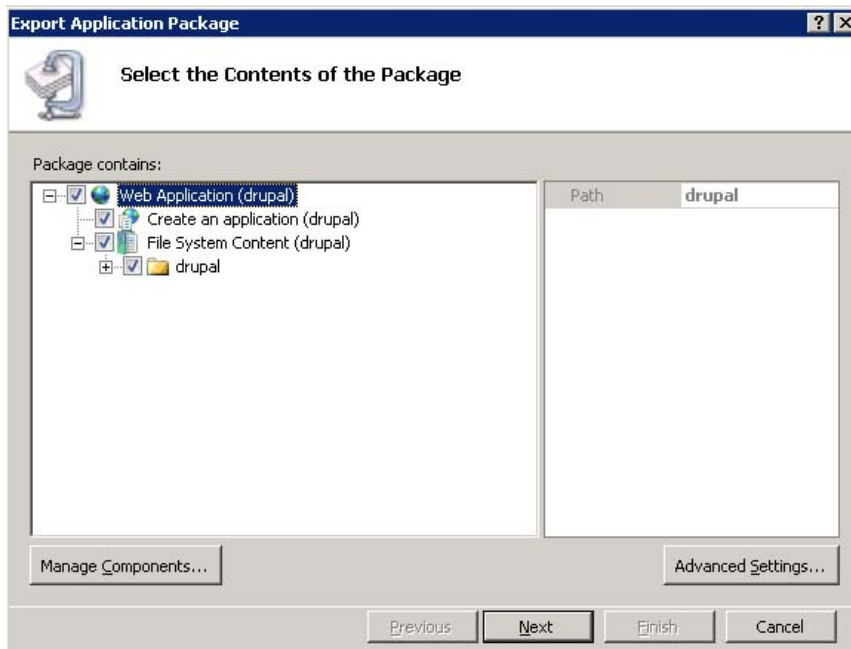 Export Application Package
Select the Contents of the Package
Package contains:
Web Application (drupal)
Create an application (drupal)
File System Content (drupal)
drupal
Path drupal
Manage Components...
Advanced Settings...
Previous Next Finish Cancel